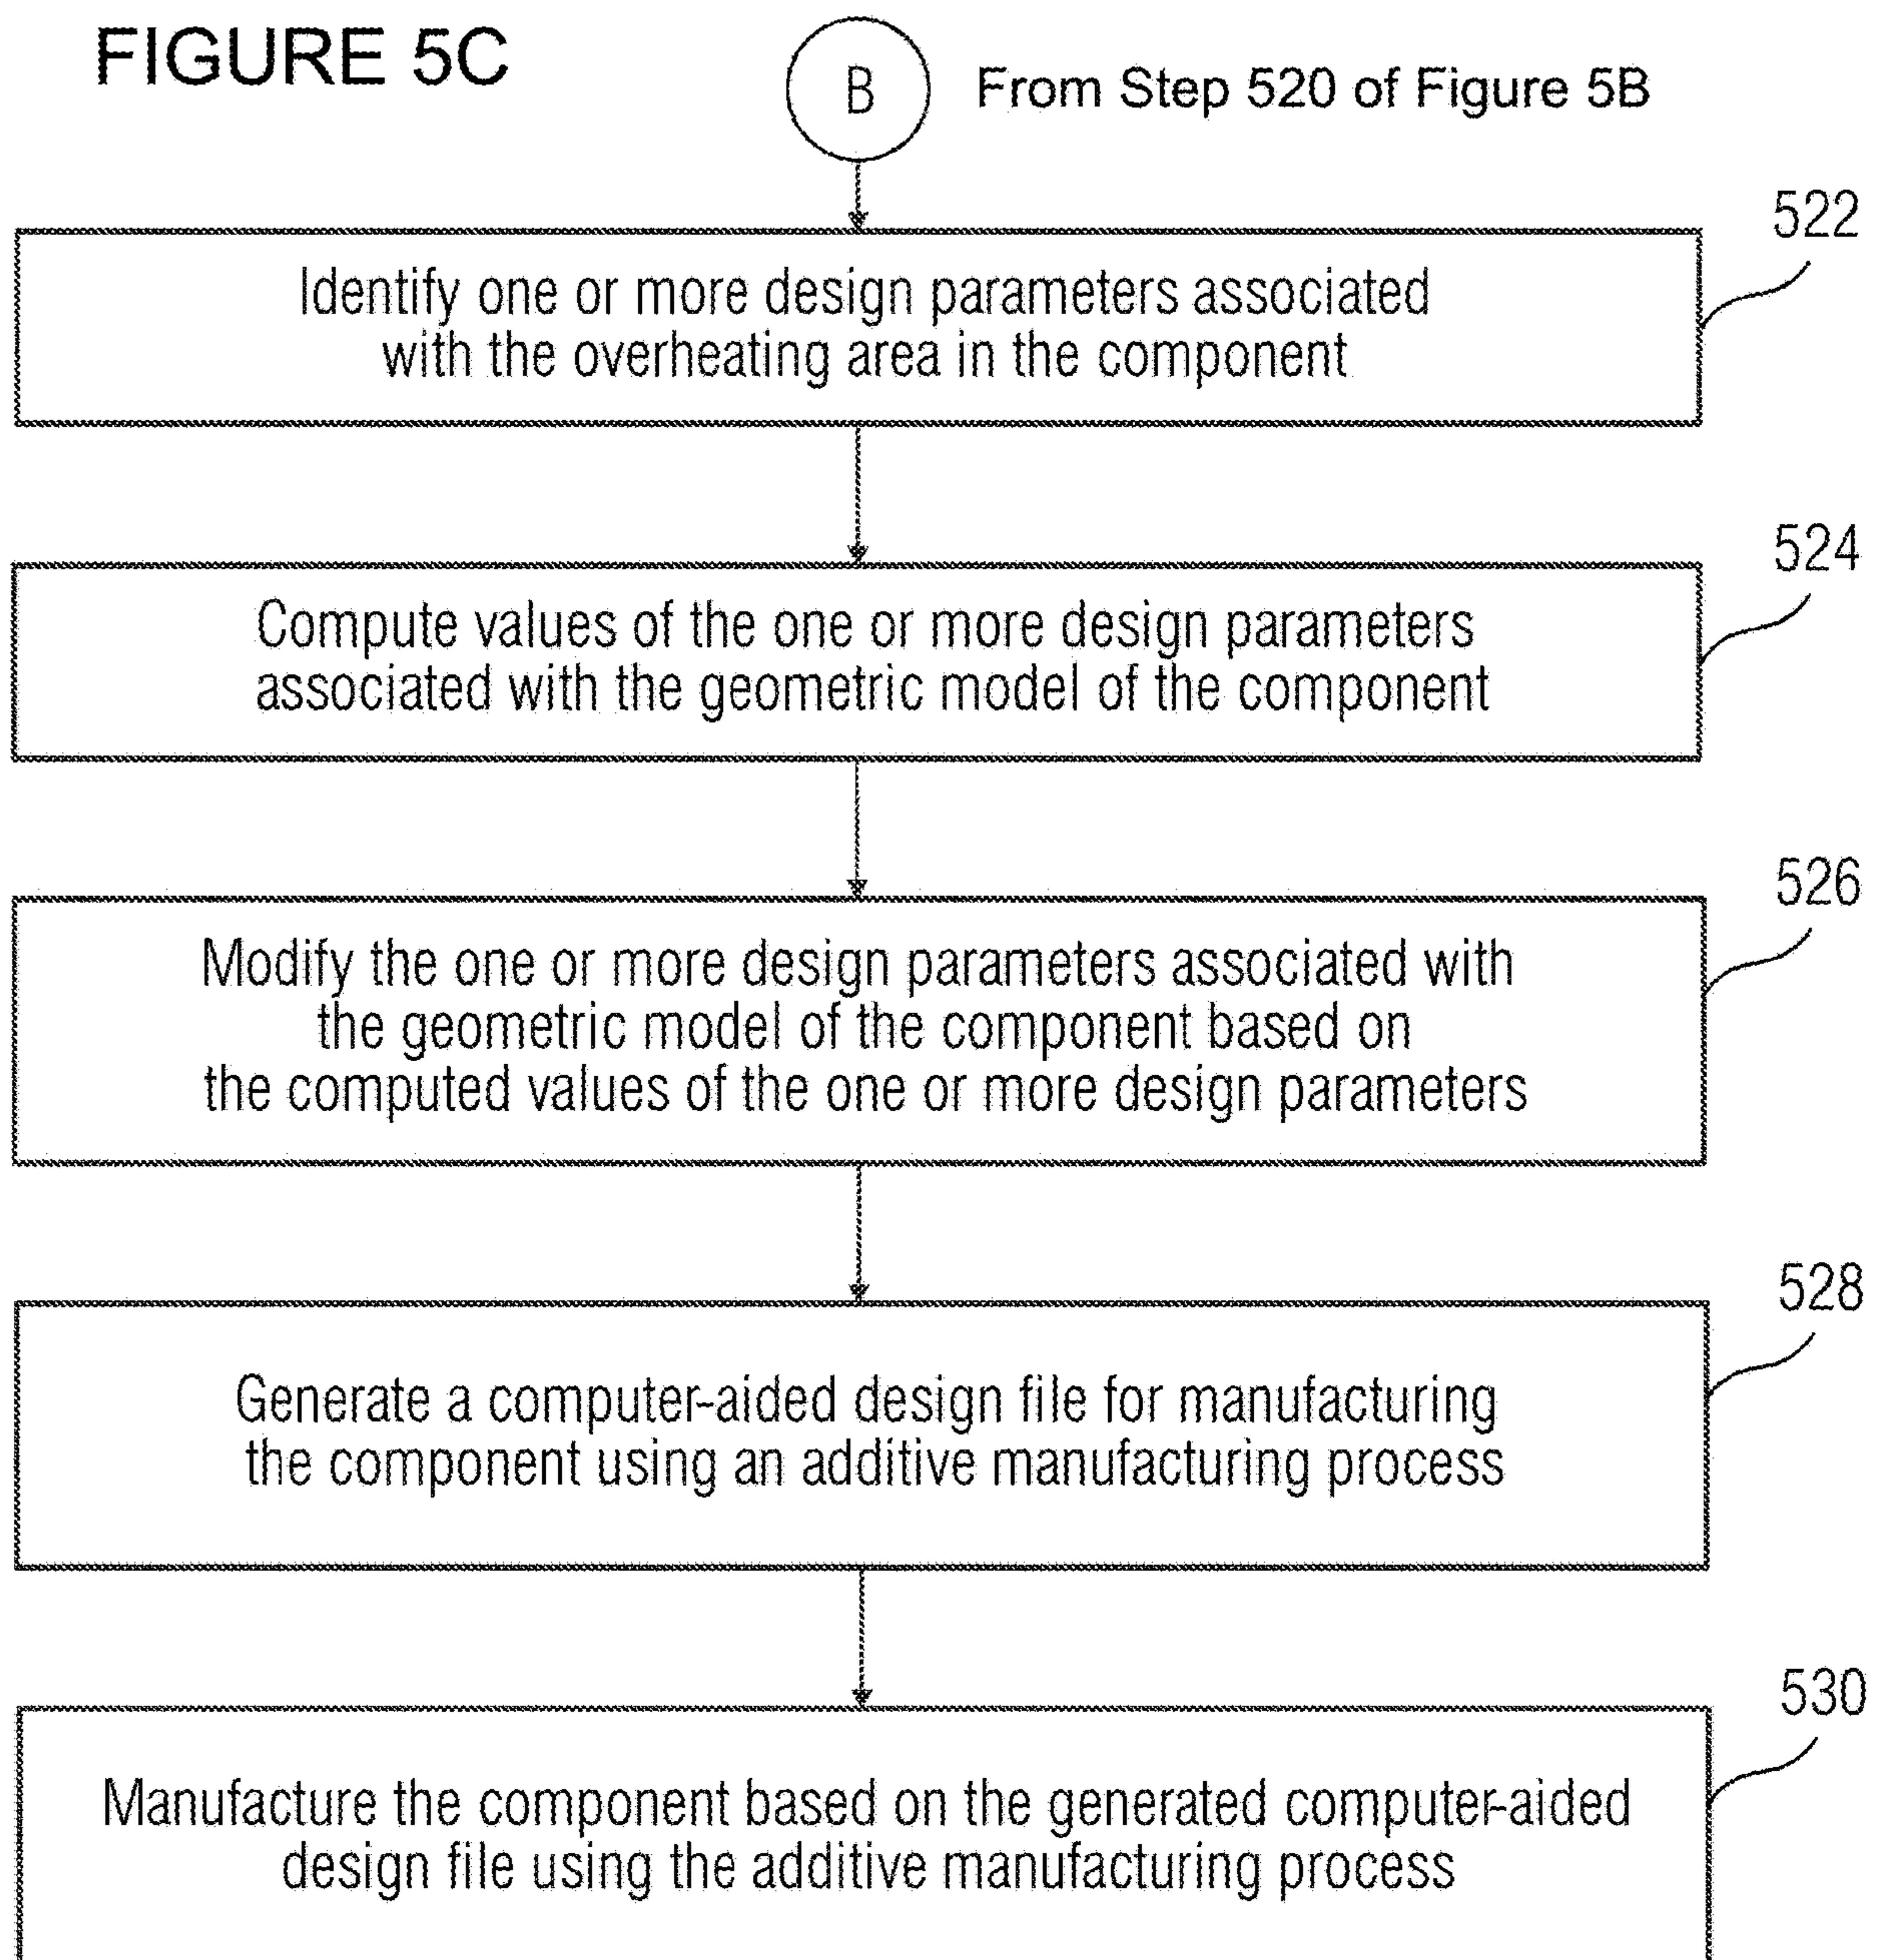 FIGURE 5C
B
From Step 520 of Figure 5B
522
Identify one or more design parameters associated
with the overheating area in the component
524
Compute values of the one or more design parameters
associated with the geometric model of the component
526
Modify the one or more design parameters associated with
the geometric model of the component based on
the computed values of the one or more design parameters
528
Generate a computer-aided design file for manufacturing
the component using an additive manufacturing process
530
Manufacture the component based on the generated computer-aided
design file using the additive manufacturing process